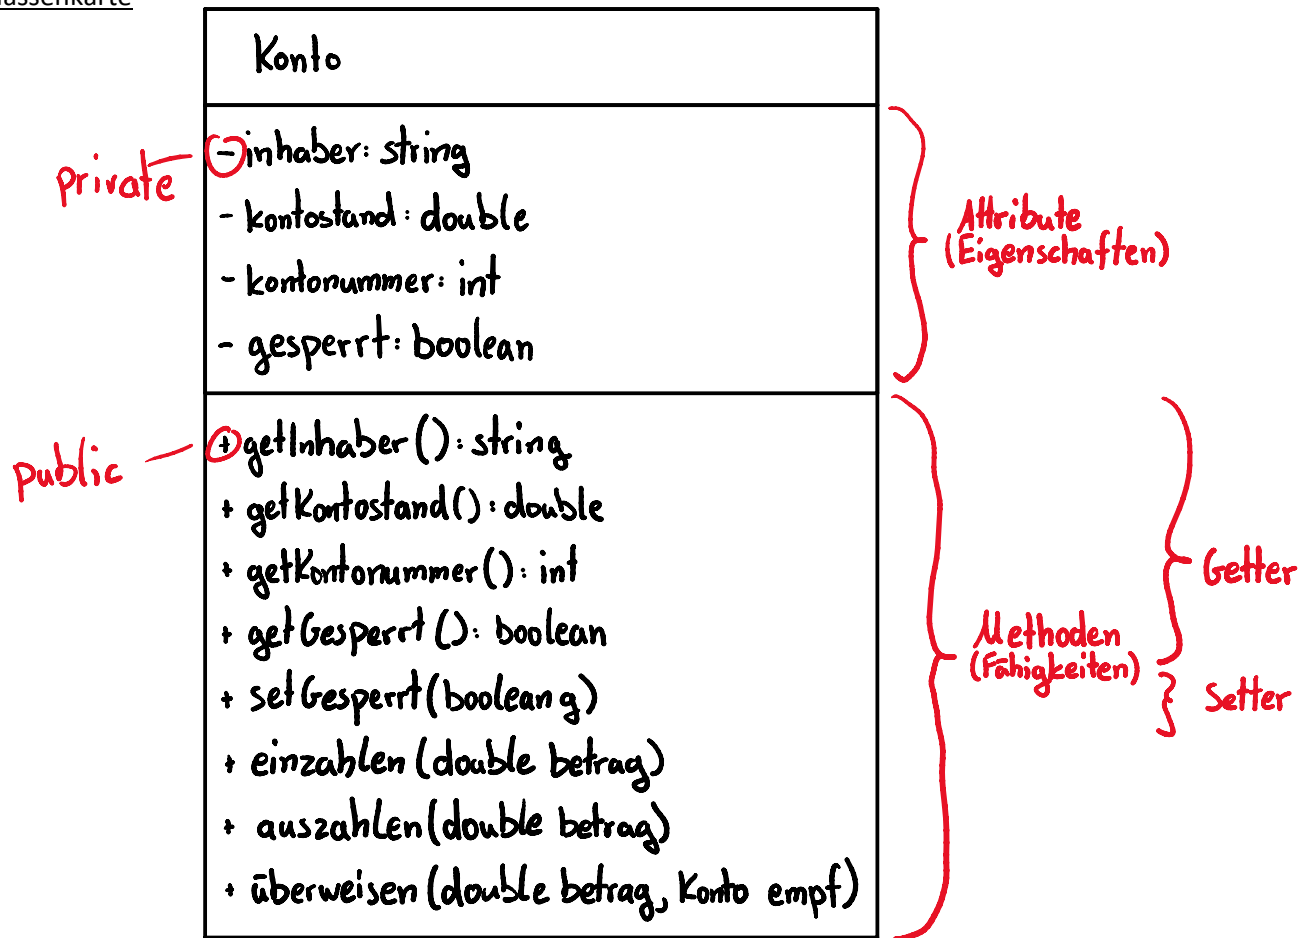 Konto
- inhaber: string
private
- kontostand: double
- kontonummer: int
- gesperrt: boolean
Attribute
(Eigenschaften)
+ getInhaber(): string
public
+ getKontostand(): double
+ getKontonummer(): int
+ getGesperrt(): boolean
+ setGesperrt(boolean g)
+ einzahlen (double betrag)
+ auszahlen(double betrag)
+ überweisen (double betrag, Konto empf)
Methoden
(Fähigkeiten)
Getter
Setter